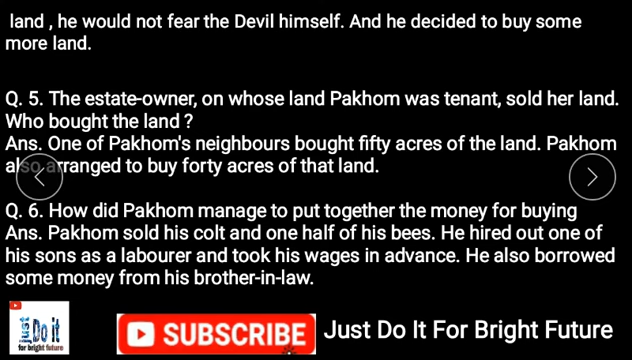 land , he would not fear the Devil himself. And he decided to buy some
more land.
Q. 5. The estate-owner, on whose land Pakhom was tenant, sold her land.
Who bought the land ?
Ans. One of Pakhom's neighbours bought fifty acres of the land. Pakhom
also arranged to buy forty acres of that land.
Q. 6. How did Pakhom manage to put together the money for buying
Ans. Pakhom sold his colt and one half of his bees. He hired out one of
his sons as a labourer and took his wages in advance. He also borrowed
some money from his brother-in-law.
Just Do it
for bright future
SUBSCRIBE
Just Do It For Bright Future